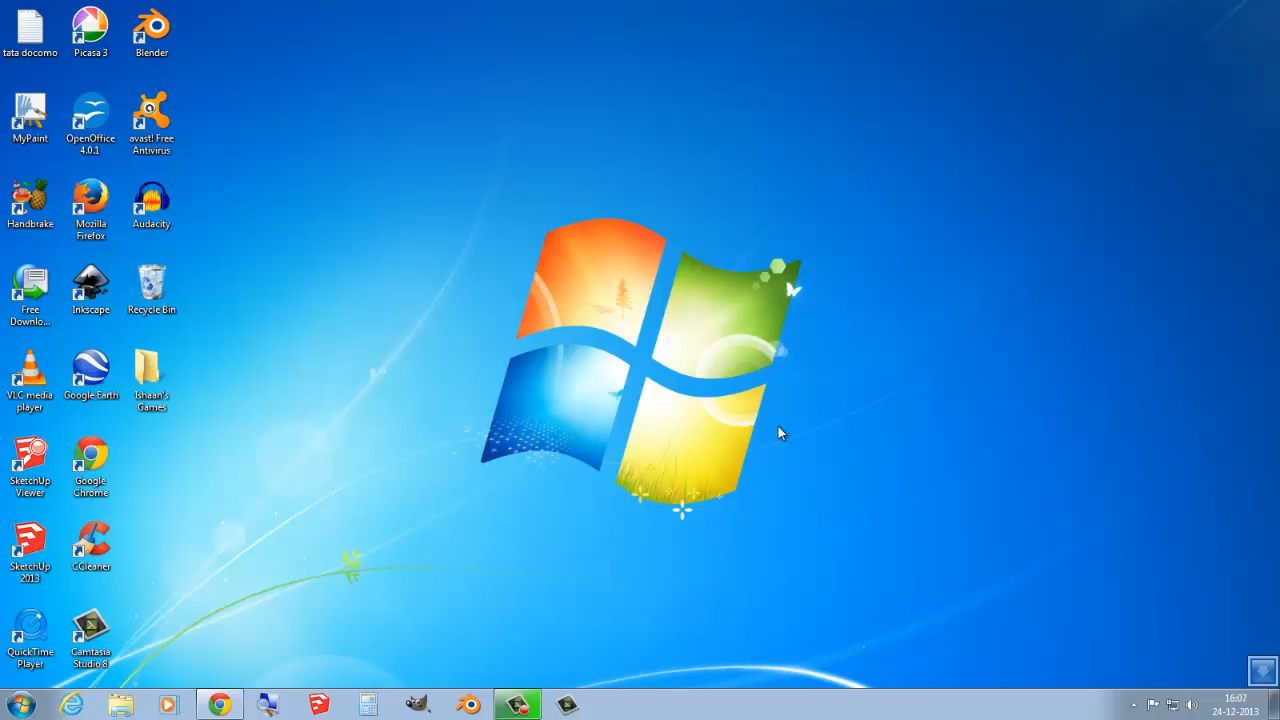 tata docomo
Picasa 3
Blender
MyPaint
OpenOffice
4.0.1
avast! Free
Antivirus
Handbrake
Mozilla
Firefox
Audacity
Free
Downlo...
Inkscape
Recycle Bin
VLC media
player
Google Earth
Ishaan's
Games
SketchUp
Viewer
Google
Chrome
SketchUp
2013
CCleaner
QuickTime
Player
Camtasia
Studio 8
16:07
24-12-2013